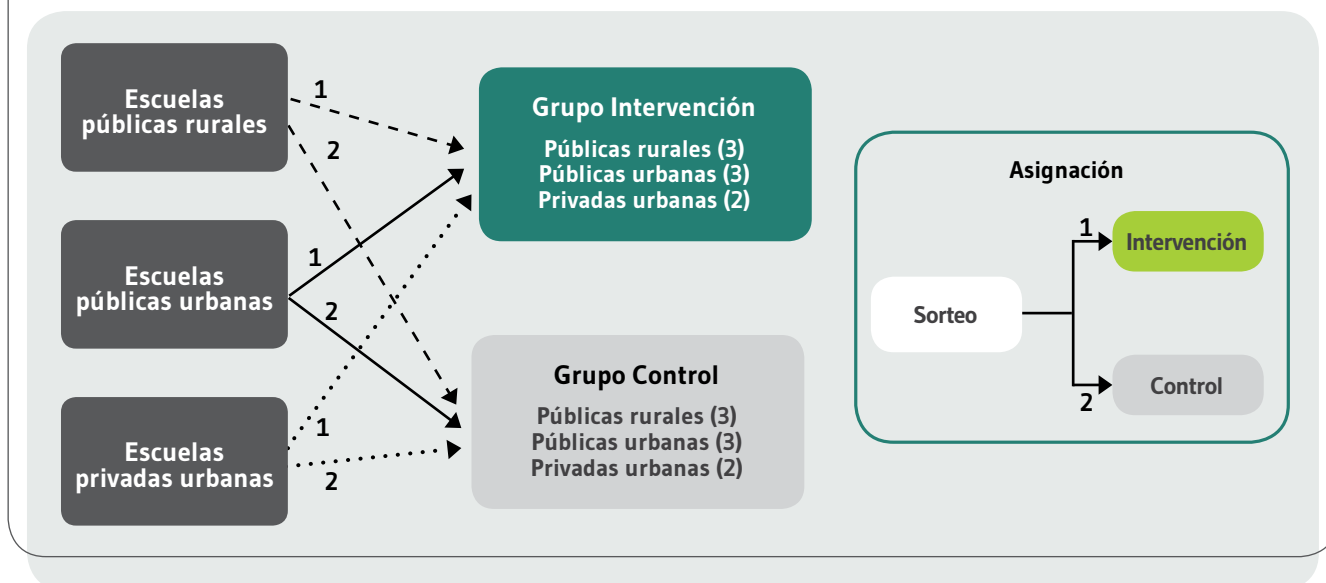 Escuelas
públicas rurales
1
2
Escuelas
públicas urbanas
1
2
Escuelas
privadas urbanas
1
2
Grupo Intervención
Públicas rurales (3)
Públicas urbanas (3)
Privadas urbanas (2)
Grupo Control
Públicas rurales (3)
Públicas urbanas (3)
Privadas urbanas (2)
Asignación
Sorteo
1
Intervención
2
Control